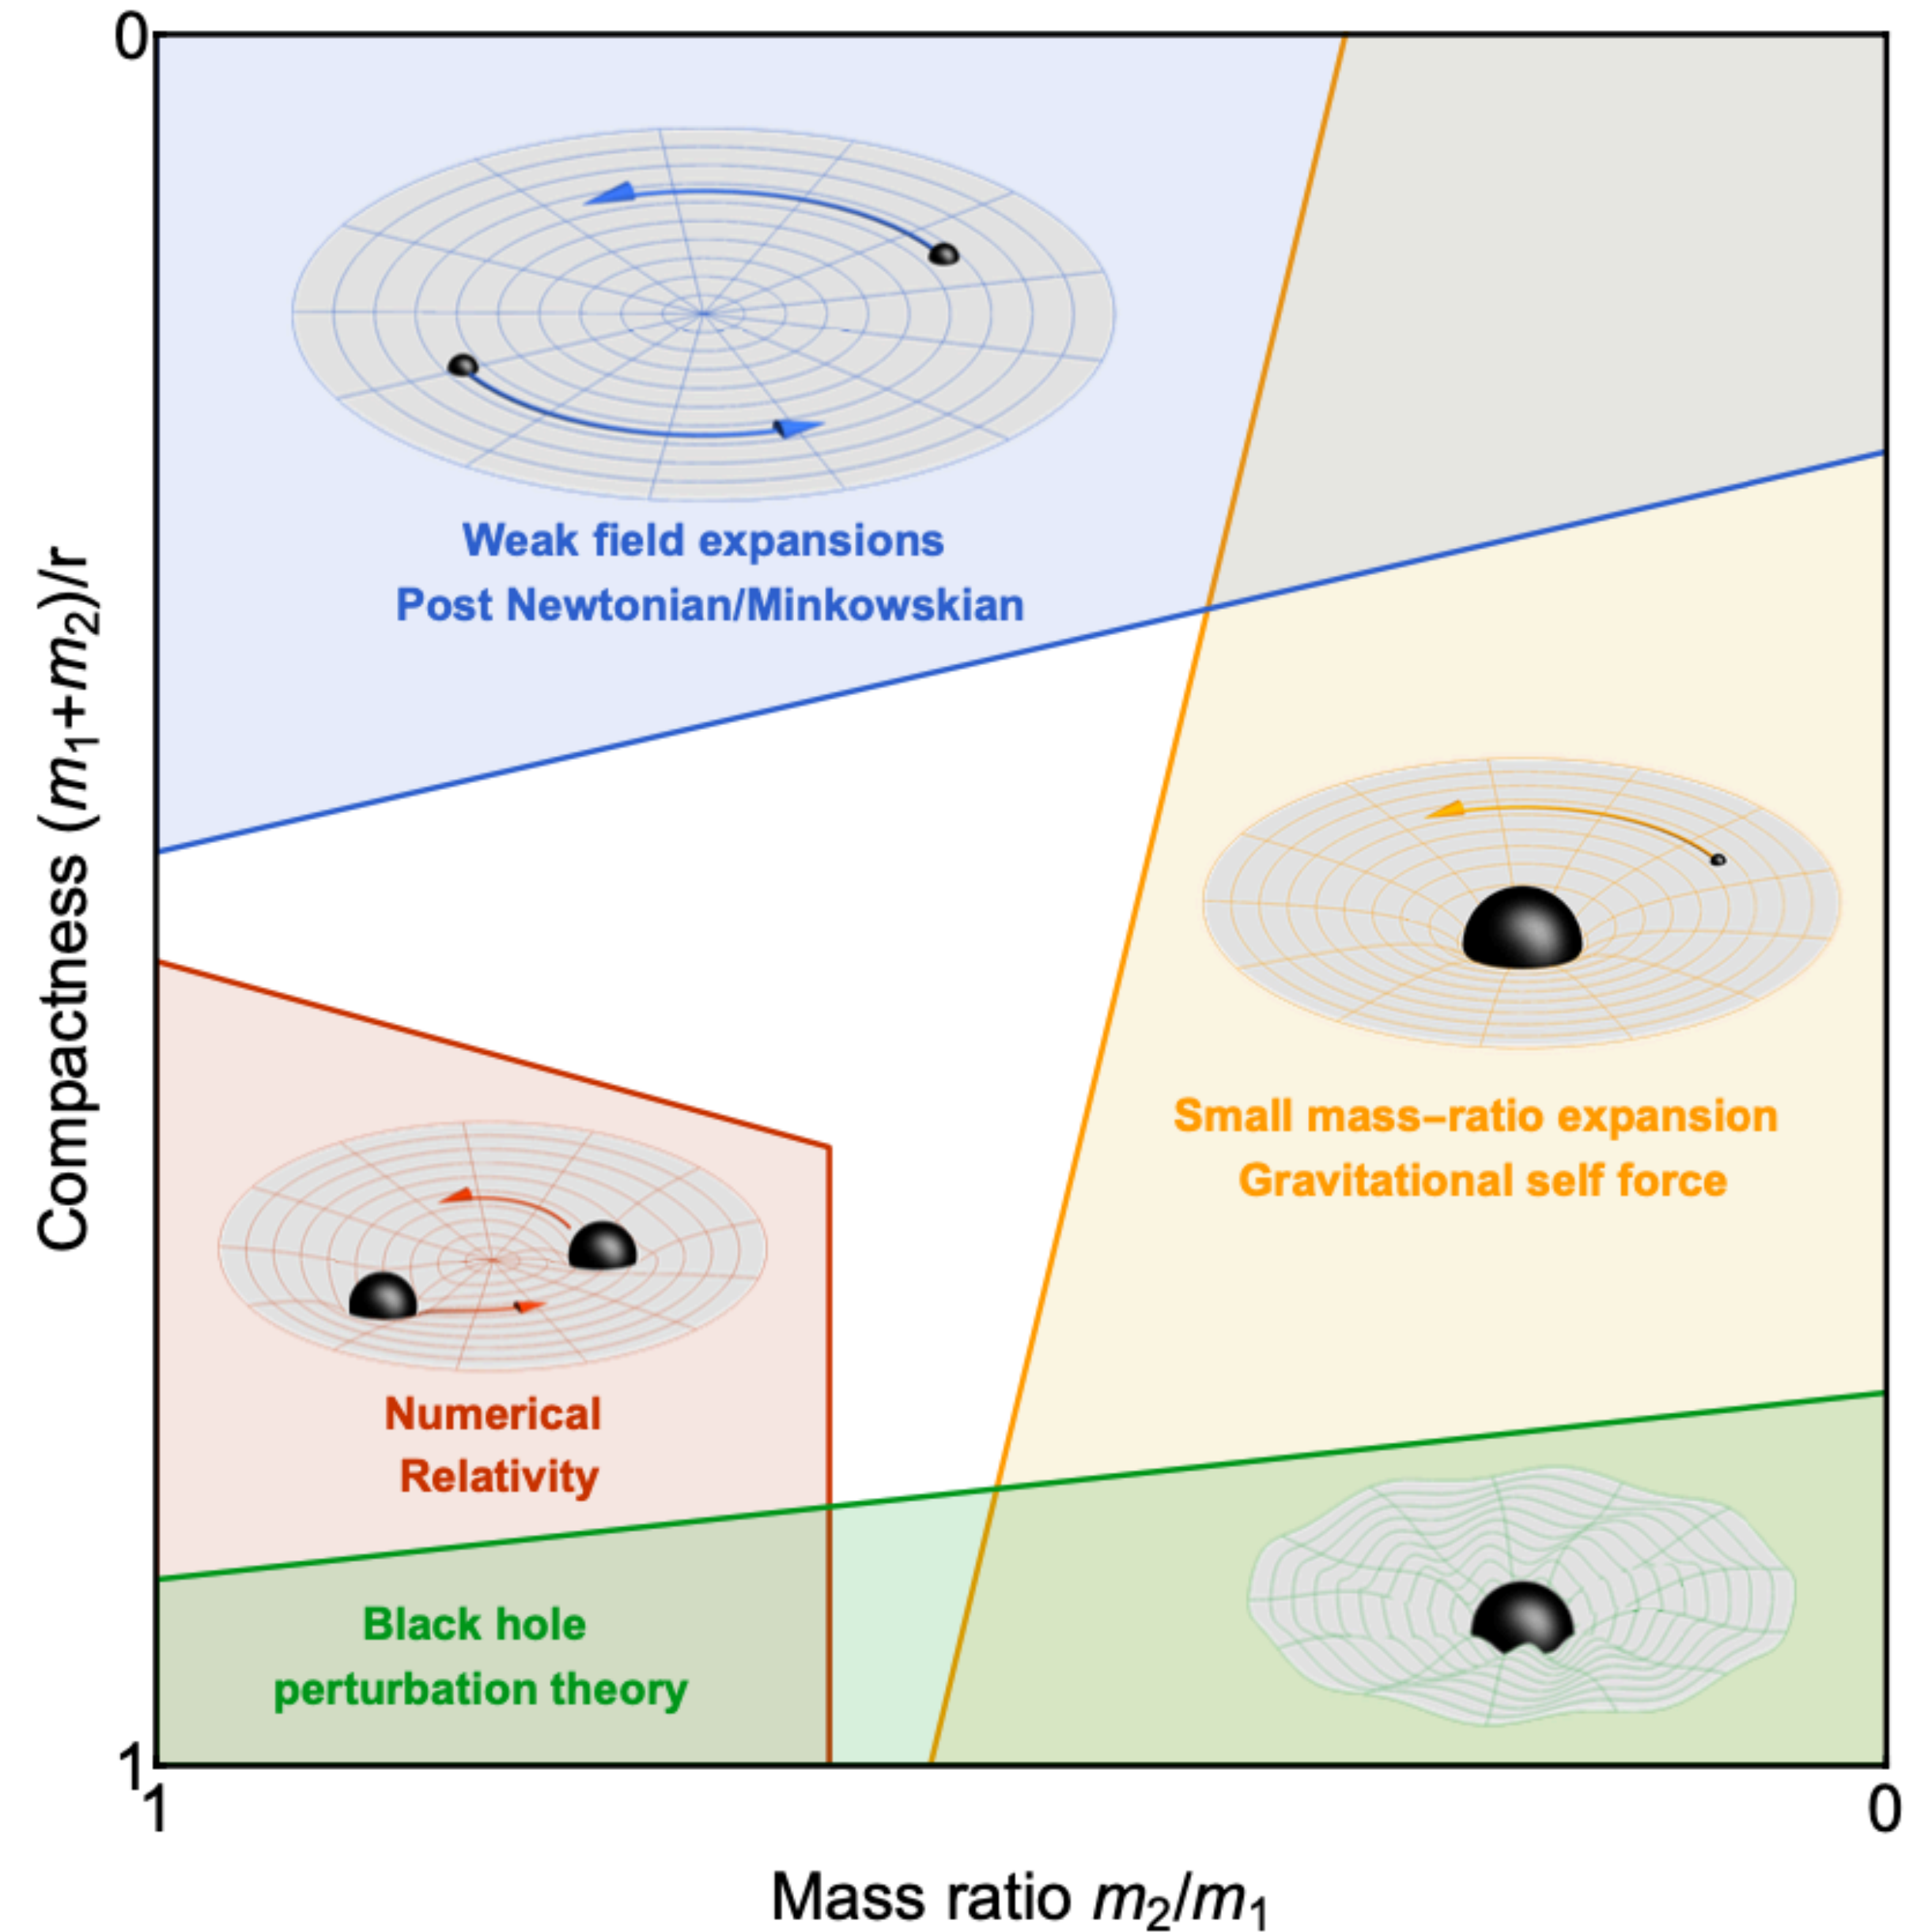 0
Weak field expansions
Post Newtonian/Minkowskian
Compactness (m₁+m₂)/r
Small mass–ratio expansion
Gravitational self force
Numerical
Relativity
Black hole
perturbation theory
1
1
0
Mass ratio m₂/m₁